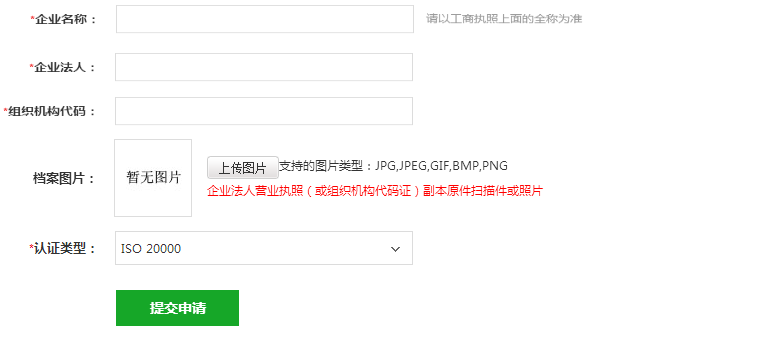 *企业名称： 请以工商执照上面的全称为准
*企业法人：
*组织机构代码：
档案图片： 暂无图片 上传图片 支持的图片类型：JPG,JPEG,GIF,BMP,PNG
企业法人营业执照（或组织机构代码证）副本原件扫描件或照片
*认证类型： ISO 20000
提交申请